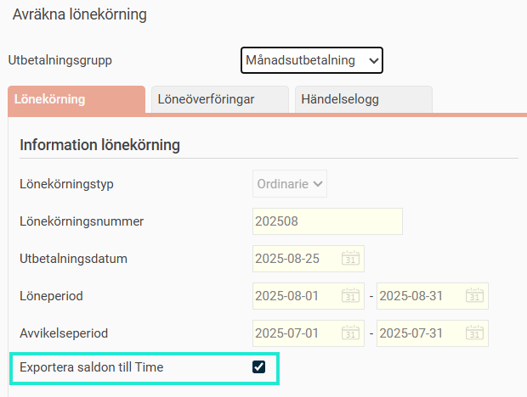 Avräkna lönekörning
Utbetalningsgrupp Månadsutbetalning
Lönekörning Löneöverföringar Händelselogg
Information lönekörning
Lönekörningstyp Ordinarie
Lönekörningsnummer 202508
Utbetalningsdatum 2025-08-25
Löneperiod 2025-08-01 - 2025-08-31
Avvikelseperiod 2025-07-01 - 2025-07-31
Exportera saldon till Time